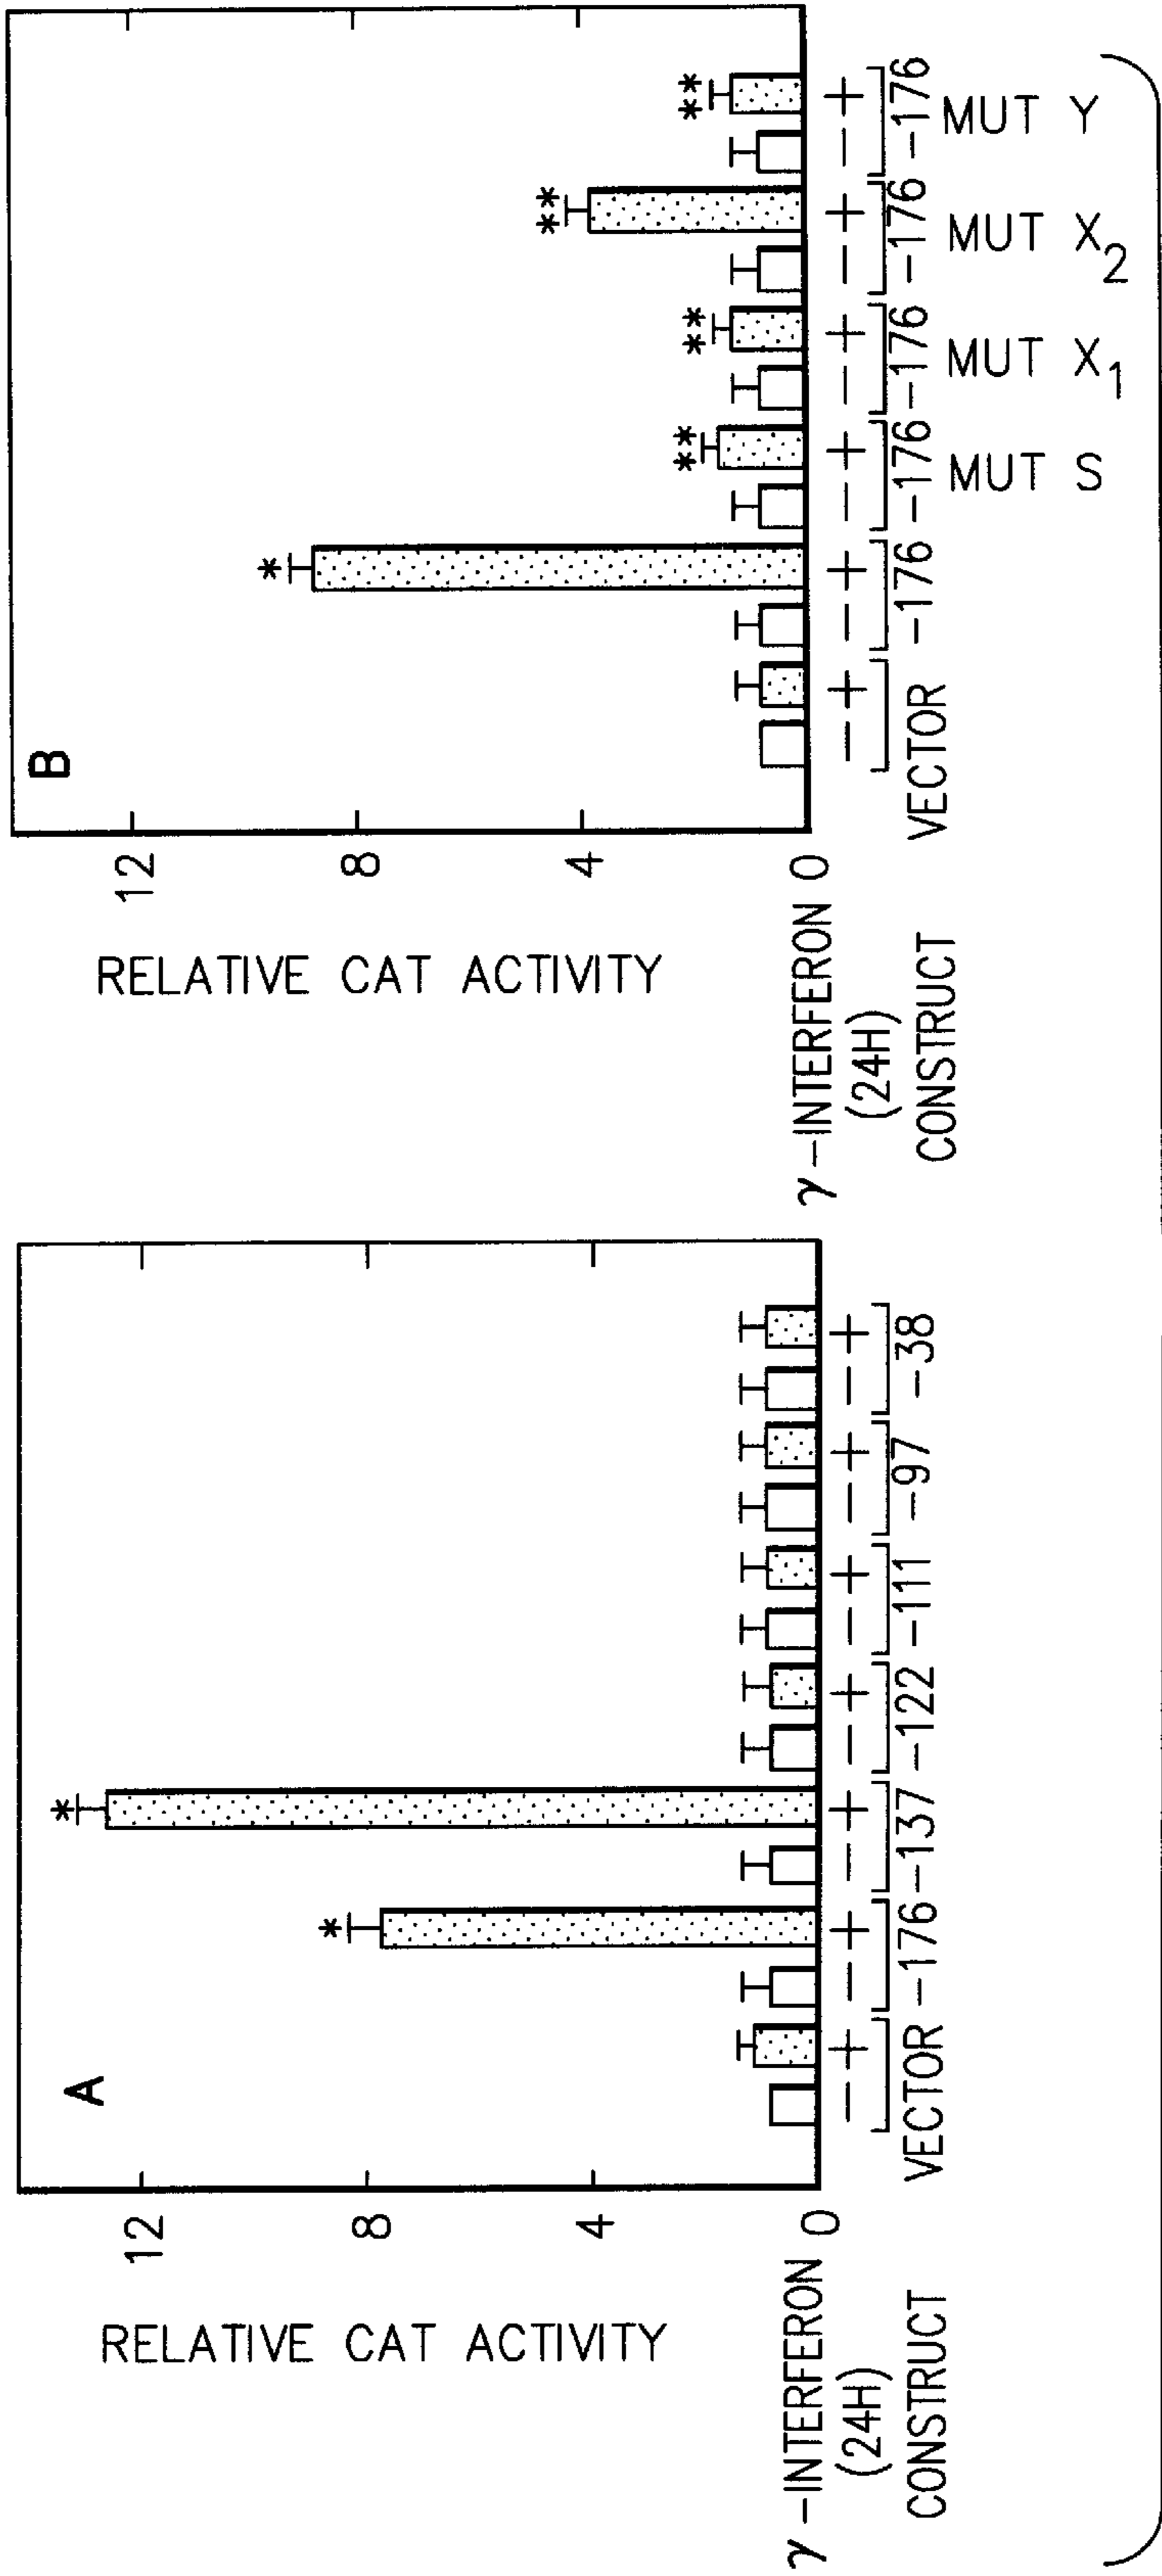 A
12
8
4
0
RELATIVE CAT ACTIVITY
* *
γ-INTERFERON (24H) − + − + − + − + − + − + − +
CONSTRUCT VECTOR −176 −137 −122 −111 −97 −38
B
12
8
4
0
RELATIVE CAT ACTIVITY
* ** ** ** **
γ-INTERFERON (24H) − + − + − + − + − + − +
CONSTRUCT VECTOR −176 −176 −176 −176 −176
MUT S MUT X₁ MUT X₂ MUT Y